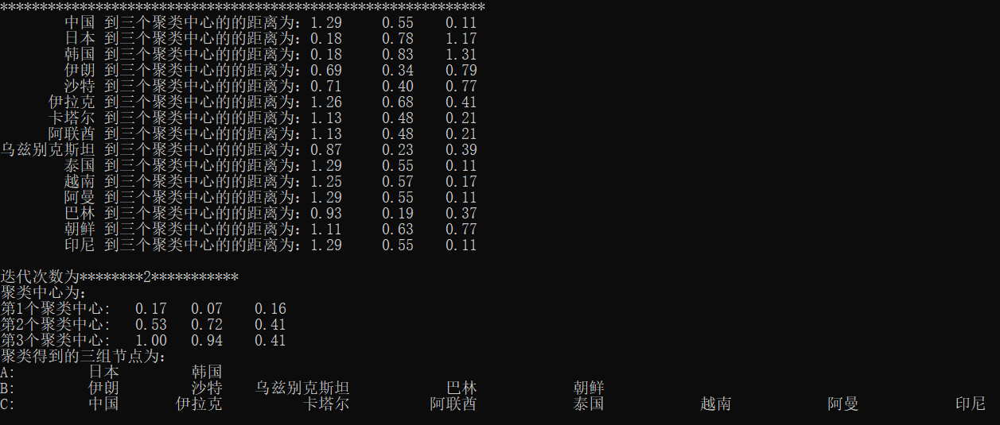 *************************************************************
中国 到三个聚类中心的的距离为：1.29 0.55 0.11
日本 到三个聚类中心的的距离为：0.18 0.78 1.17
韩国 到三个聚类中心的的距离为：0.18 0.83 1.31
伊朗 到三个聚类中心的的距离为：0.69 0.34 0.79
沙特 到三个聚类中心的的距离为：0.71 0.40 0.77
伊拉克 到三个聚类中心的的距离为：1.26 0.68 0.41
卡塔尔 到三个聚类中心的的距离为：1.13 0.48 0.21
阿联酋 到三个聚类中心的的距离为：1.13 0.48 0.21
乌兹别克斯坦 到三个聚类中心的的距离为：0.87 0.23 0.39
泰国 到三个聚类中心的的距离为：1.29 0.55 0.11
越南 到三个聚类中心的的距离为：1.25 0.57 0.17
阿曼 到三个聚类中心的的距离为：1.29 0.55 0.11
巴林 到三个聚类中心的的距离为：0.93 0.19 0.37
朝鲜 到三个聚类中心的的距离为：1.11 0.63 0.77
印尼 到三个聚类中心的的距离为：1.29 0.55 0.11
迭代次数为********2***********
聚类中心为：
第1个聚类中心: 0.17 0.07 0.16
第2个聚类中心: 0.53 0.72 0.41
第3个聚类中心: 1.00 0.94 0.41
聚类得到的三组节点为：
A: 日本 韩国
B: 伊朗 沙特 乌兹别克斯坦 巴林 朝鲜
C: 中国 伊拉克 卡塔尔 阿联酋 泰国 越南 阿曼 印尼